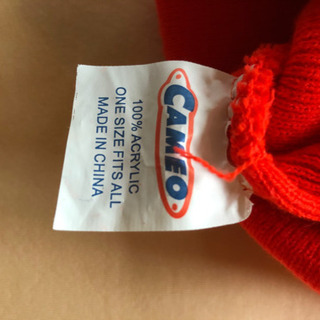 CAMEO
100% ACRYLIC
ONE SIZE FITS ALL
MADE IN CHINA